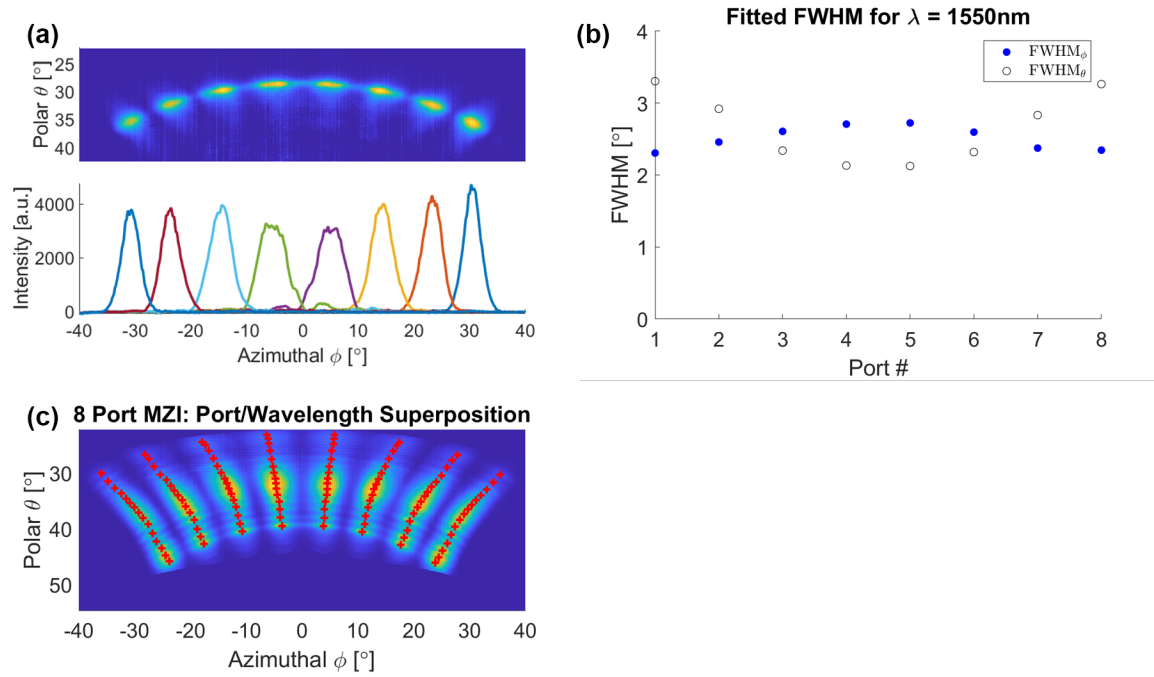 (a)
Polar θ [°]
25
30
35
40
Intensity [a.u.]
4000
2000
0
-40 -30 -20 -10 0 10 20 30 40
Azimuthal ϕ [°]
(b)
Fitted FWHM for λ = 1550nm
FWHMϕ
FWHMθ
FWHM [°]
4
3
2
1
0
1 2 3 4 5 6 7 8
Port #
(c) 8 Port MZI: Port/Wavelength Superposition
Polar θ [°]
30
40
50
-40 -30 -20 -10 0 10 20 30 40
Azimuthal ϕ [°]